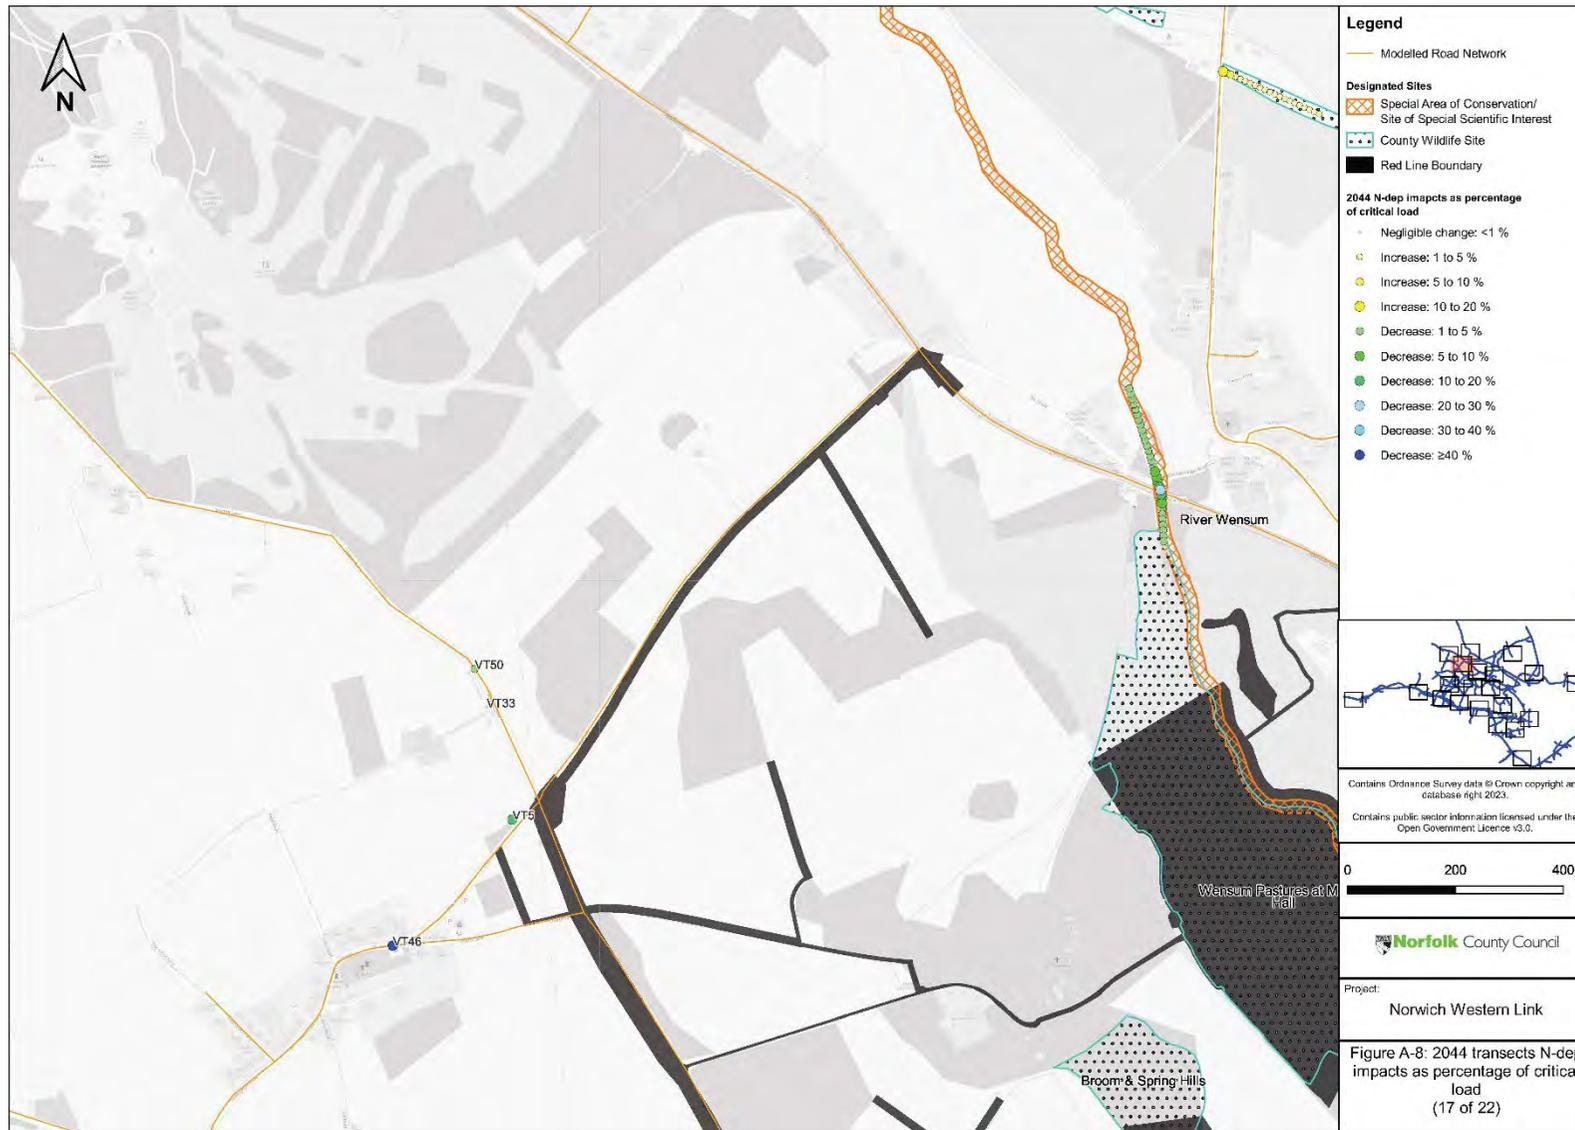 N
VT50
VT33
VT5
VT46
River Wensum
Wensum Pastures at M
Hall
Broom & Spring Hills
Legend
Modelled Road Network
Designated Sites
Special Area of Conservation/
Site of Special Scientific Interest
County Wildlife Site
Red Line Boundary
2044 N-dep imapcts as percentage
of critical load
Negligible change: <1 %
Increase: 1 to 5 %
Increase: 5 to 10 %
Increase: 10 to 20 %
Decrease: 1 to 5 %
Decrease: 5 to 10 %
Decrease: 10 to 20 %
Decrease: 20 to 30 %
Decrease: 30 to 40 %
Decrease: ≥40 %
Contains Ordnance Survey data © Crown copyright an
database right 2023.
Contains public sector information licensed under the
Open Government Licence v3.0.
0 200 400
Norfolk County Council
Project:
Norwich Western Link
Figure A-8: 2044 transects N-dep
impacts as percentage of critica
load
(17 of 22)